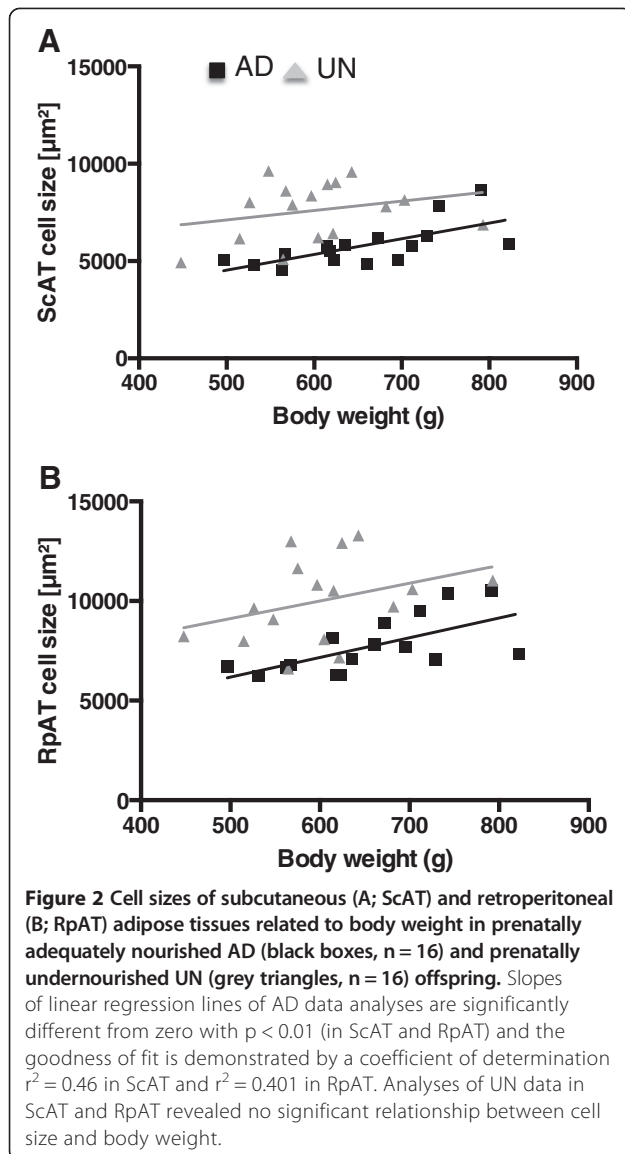 A
AD UN
15000
10000
5000
0
ScAT cell size [µm²]
400 500 600 700 800 900
Body weight (g)
B
15000
10000
5000
0
RpAT cell size [µm²]
400 500 600 700 800 900
Body weight (g)
Figure 2 Cell sizes of subcutaneous (A; ScAT) and retroperitoneal
(B; RpAT) adipose tissues related to body weight in prenatally
adequately nourished AD (black boxes, n = 16) and prenatally
undernourished UN (grey triangles, n = 16) offspring. Slopes
of linear regression lines of AD data analyses are significantly
different from zero with p < 0.01 (in ScAT and RpAT) and the
goodness of fit is demonstrated by a coefficient of determination
r² = 0.46 in ScAT and r² = 0.401 in RpAT. Analyses of UN data in
ScAT and RpAT revealed no significant relationship between cell
size and body weight.